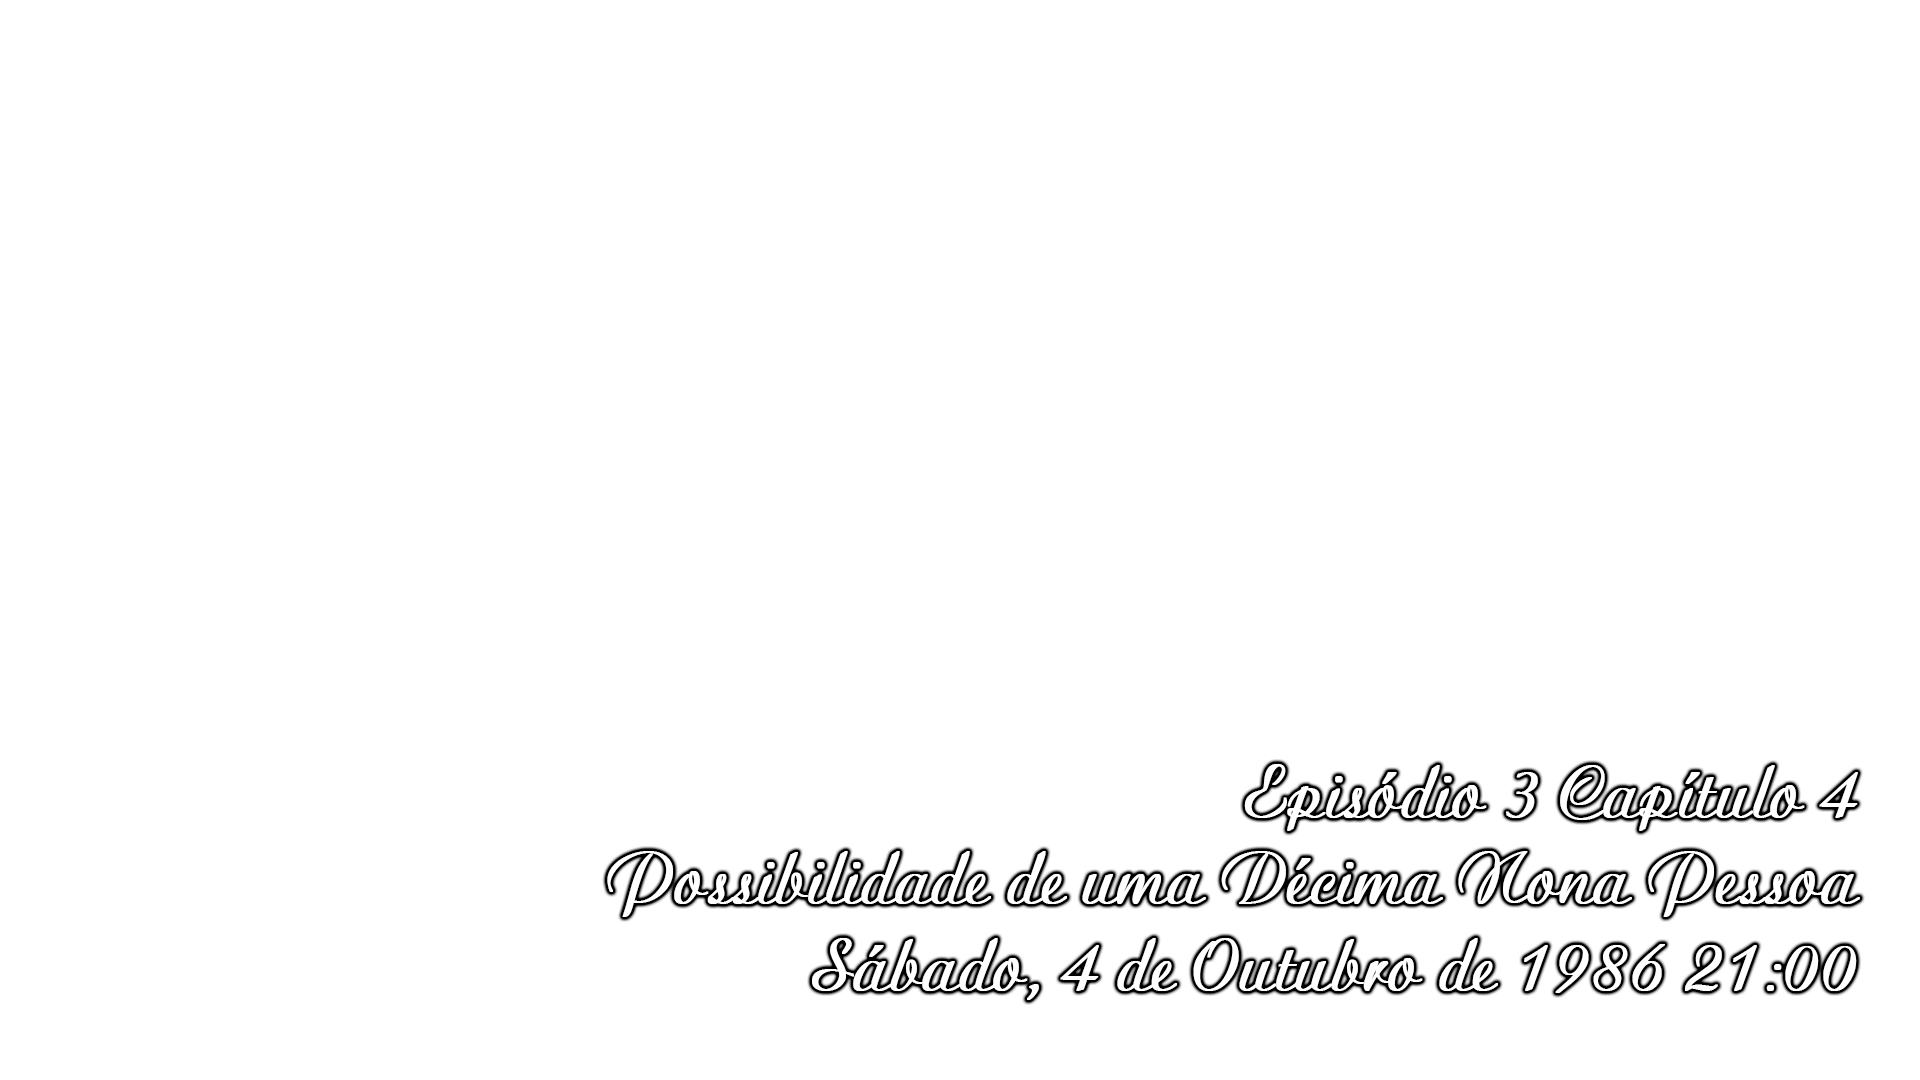 Episódio 3 Capítulo 4
Possibilidade de uma Décima Nona Pessoa
Sábado, 4 de Outubro de 1986 21:00